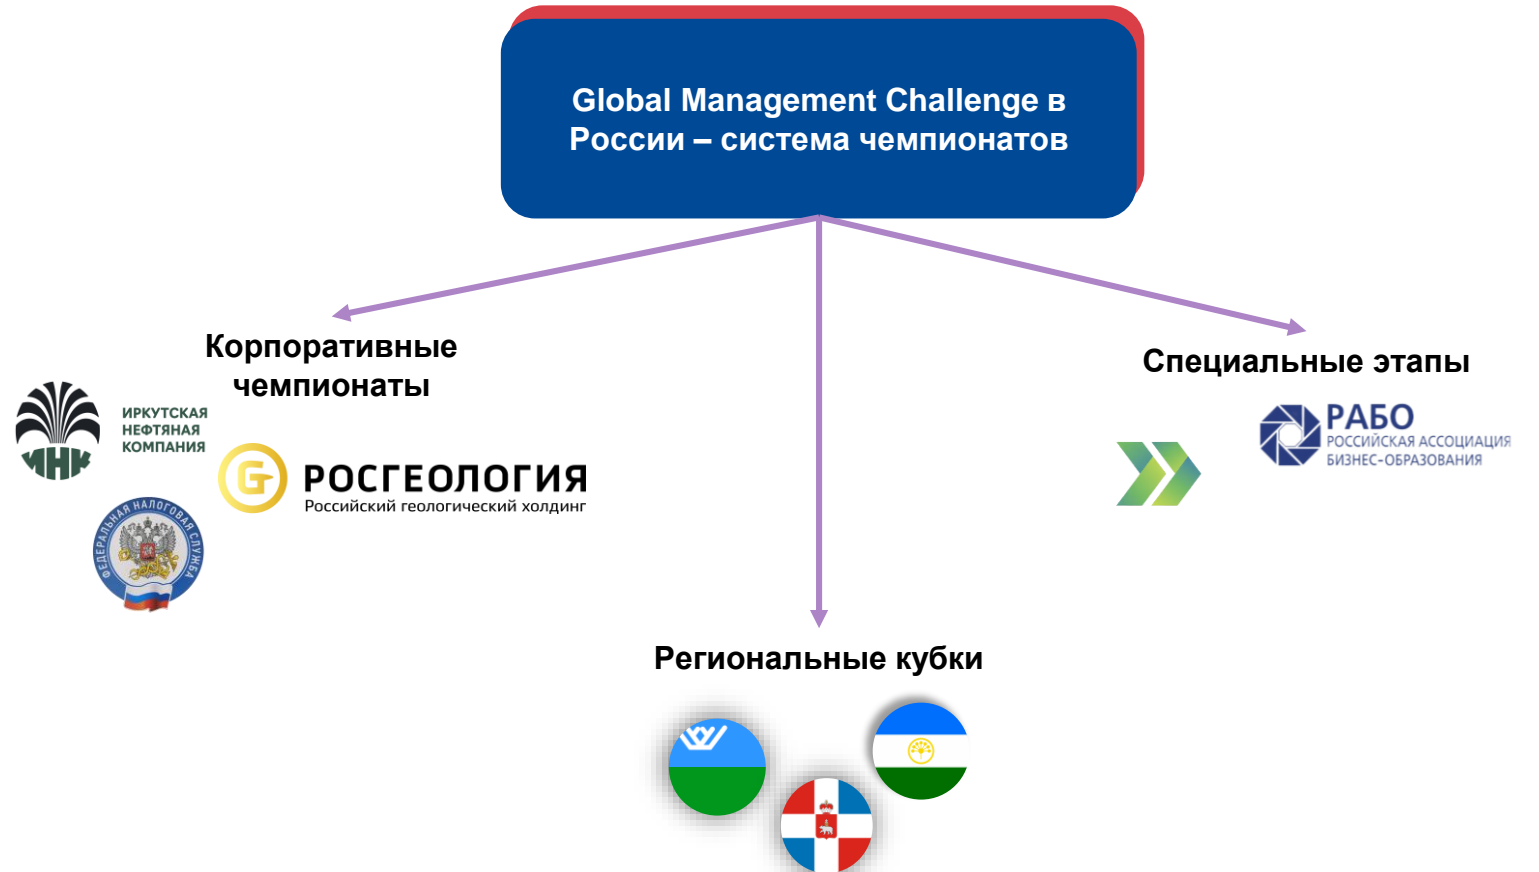 Global Management Challenge в
России – система чемпионатов
Корпоративные
чемпионаты
ИРКУТСКАЯ
НЕФТЯНАЯ
КОМПАНИЯ
ИНК
РОСГЕОЛОГИЯ
Российский геологический холдинг
ФЕДЕРАЛЬНАЯ НАЛОГОВАЯ СЛУЖБА
Специальные этапы
РАБО
РОССИЙСКАЯ АССОЦИАЦИЯ
БИЗНЕС-ОБРАЗОВАНИЯ
Региональные кубки